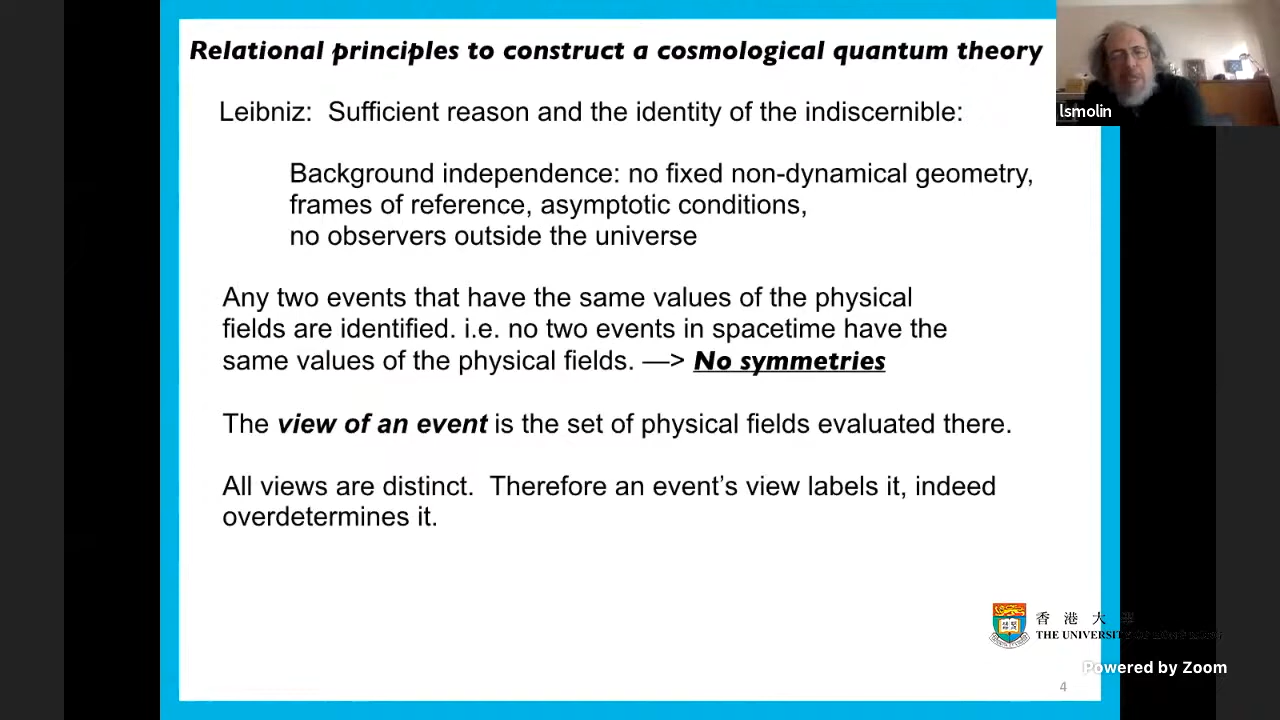 Relational principles to construct a cosmological quantum theory
lsmolin
Leibniz: Sufficient reason and the identity of the indiscernible:
Background independence: no fixed non-dynamical geometry,
frames of reference, asymptotic conditions,
no observers outside the universe
Any two events that have the same values of the physical
fields are identified. i.e. no two events in spacetime have the
same values of the physical fields. —> No symmetries
The view of an event is the set of physical fields evaluated there.
All views are distinct. Therefore an event’s view labels it, indeed
overdetermines it.
香港大
THE UNIVERSITY
Powered by Zoom
4